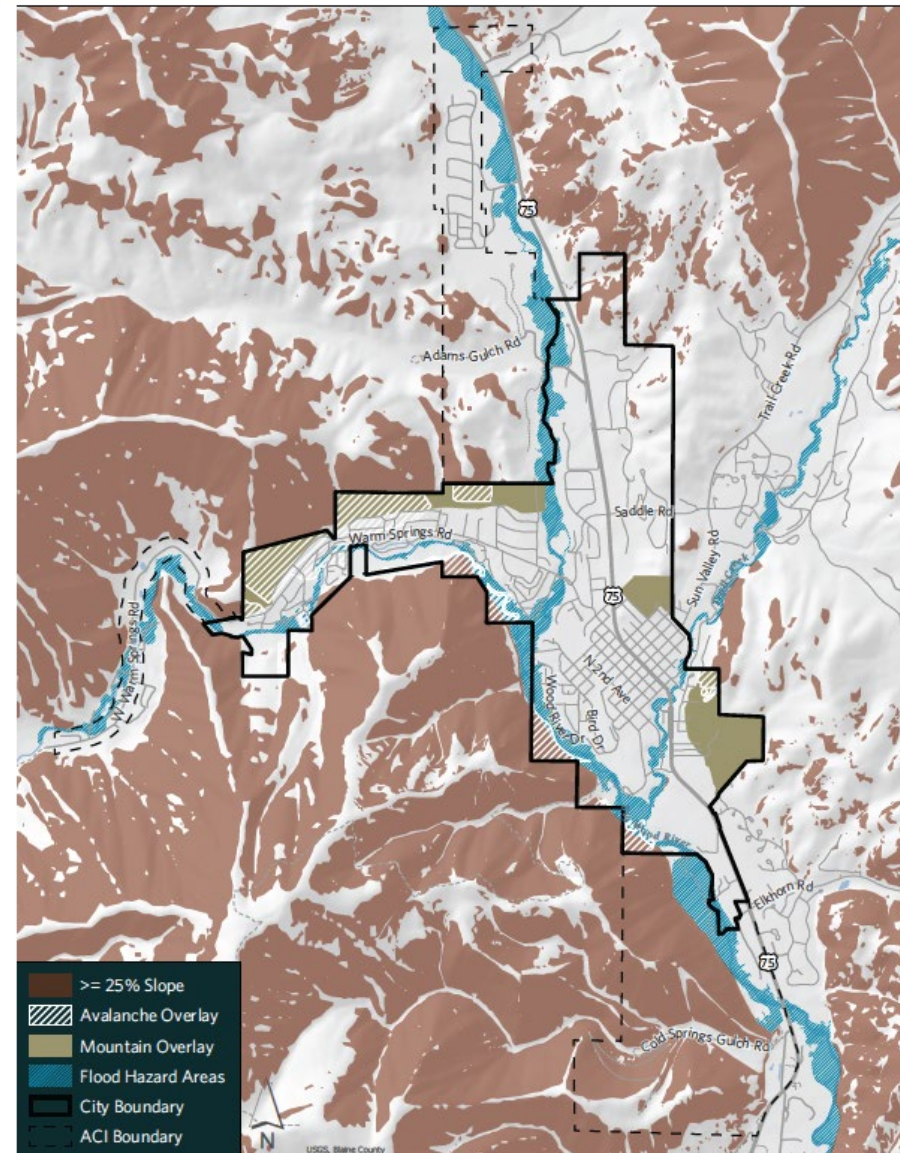 75
Adams Gulch Rd
Trail Creek Rd
Saddle Rd
Warm Springs Rd
Sun Valley Rd
75
W Warm Springs Rd
N 2nd Ave
Wood River Dr
Bird Dr
Wood River
Elkhorn Rd
75
Cold Springs Gulch Rd
>= 25% Slope
Avalanche Overlay
Mountain Overlay
Flood Hazard Areas
City Boundary
ACI Boundary
N
USGS, Blaine County